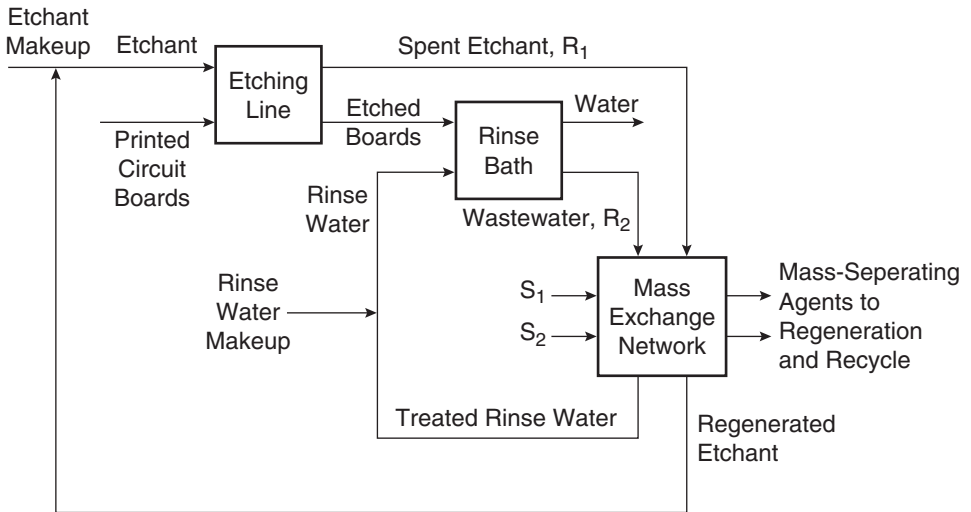 Etchant
Makeup
Etchant
Spent Etchant, R1
Etching
Line
Etched
Boards
Water
Printed
Circuit
Boards
Rinse
Bath
Rinse
Water
Wastewater, R2
Rinse
Water
Makeup
S1
S2
Mass
Exchange
Network
Mass-Seperating
Agents to
Regeneration
and Recycle
Treated Rinse Water
Regenerated
Etchant